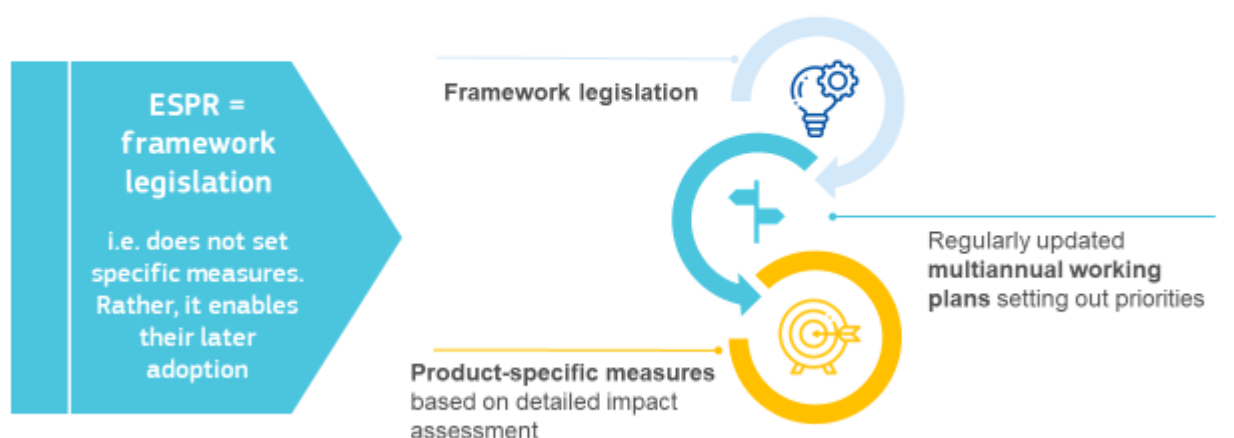 ESPR =
framework
legislation
i.e. does not set
specific measures.
Rather, it enables
their later
adoption
Framework legislation
Regularly updated
multiannual working
plans setting out priorities
Product-specific measures
based on detailed impact
assessment